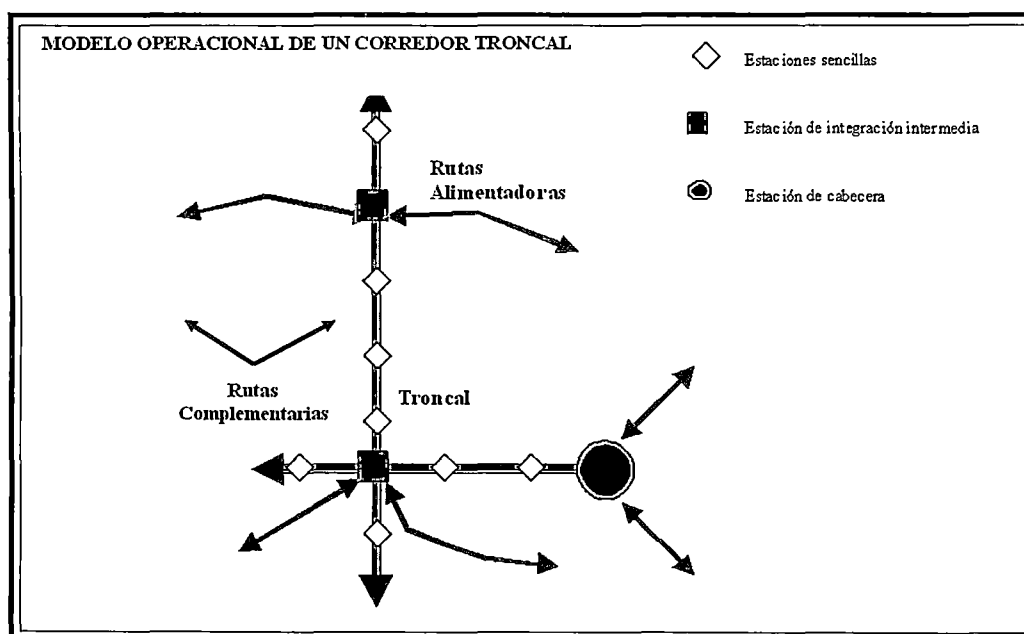 MODELO OPERACIONAL DE UN CORREDOR TRONCAL
Estaciones sencillas
Estación de integración intermedia
Estación de cabecera
Rutas
Alimentadoras
Rutas
Complementarias
Troncal